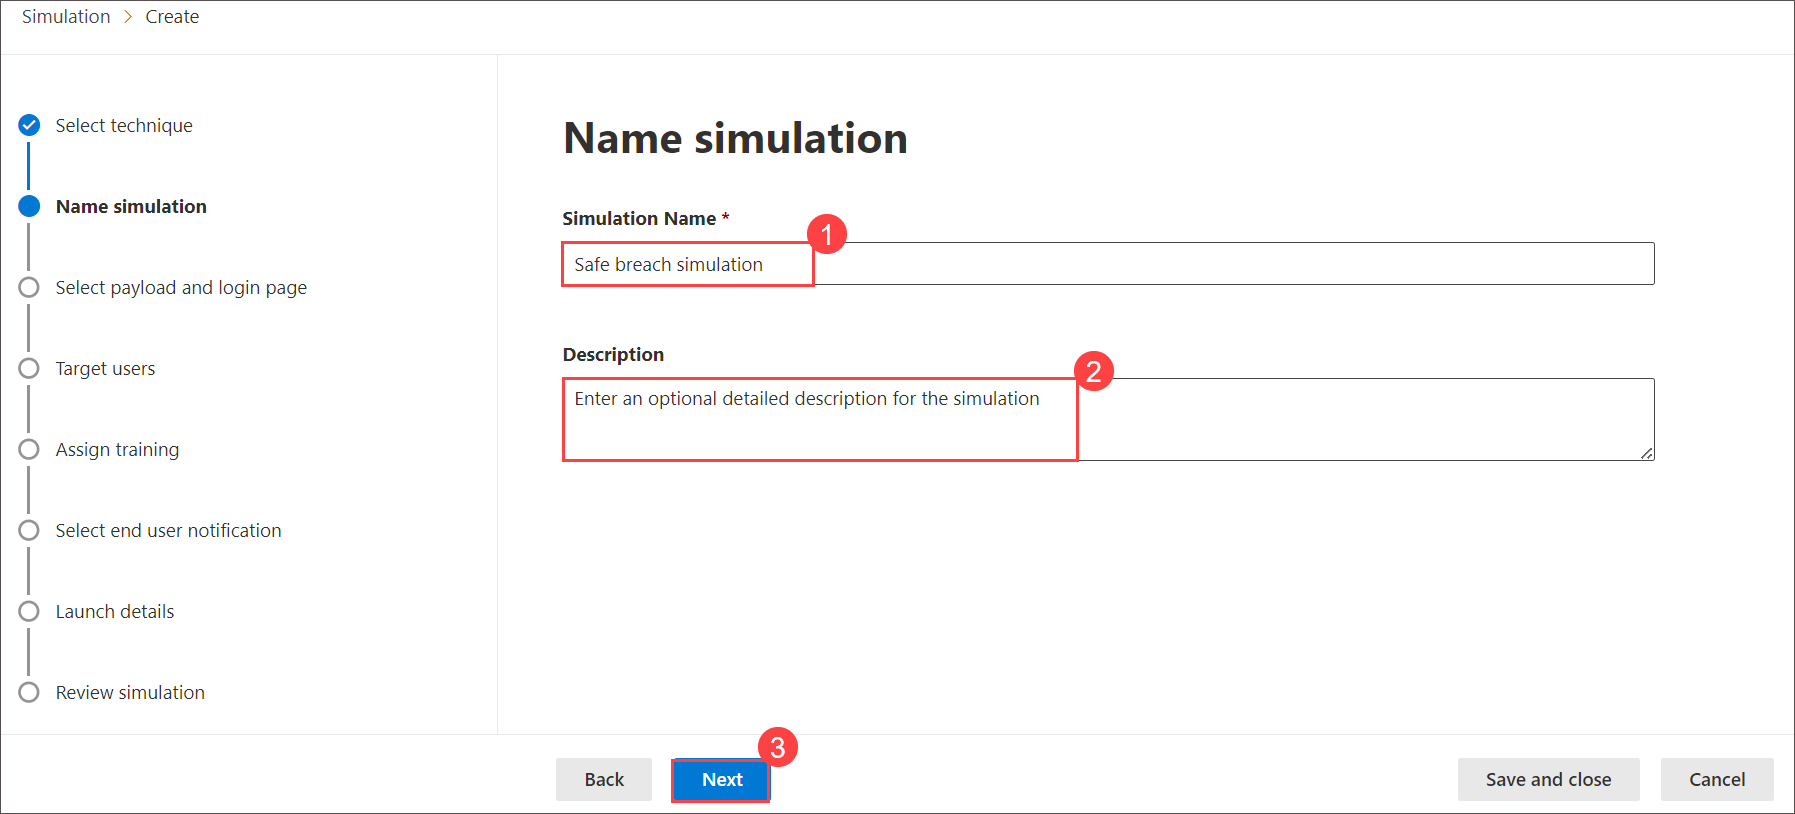 Simulation > Create
Select technique
Name simulation
Select payload and login page
Target users
Assign training
Select end user notification
Launch details
Review simulation
Name simulation
Simulation Name *
1
Safe breach simulation
Description
2
Enter an optional detailed description for the simulation
3
Back Next Save and close Cancel